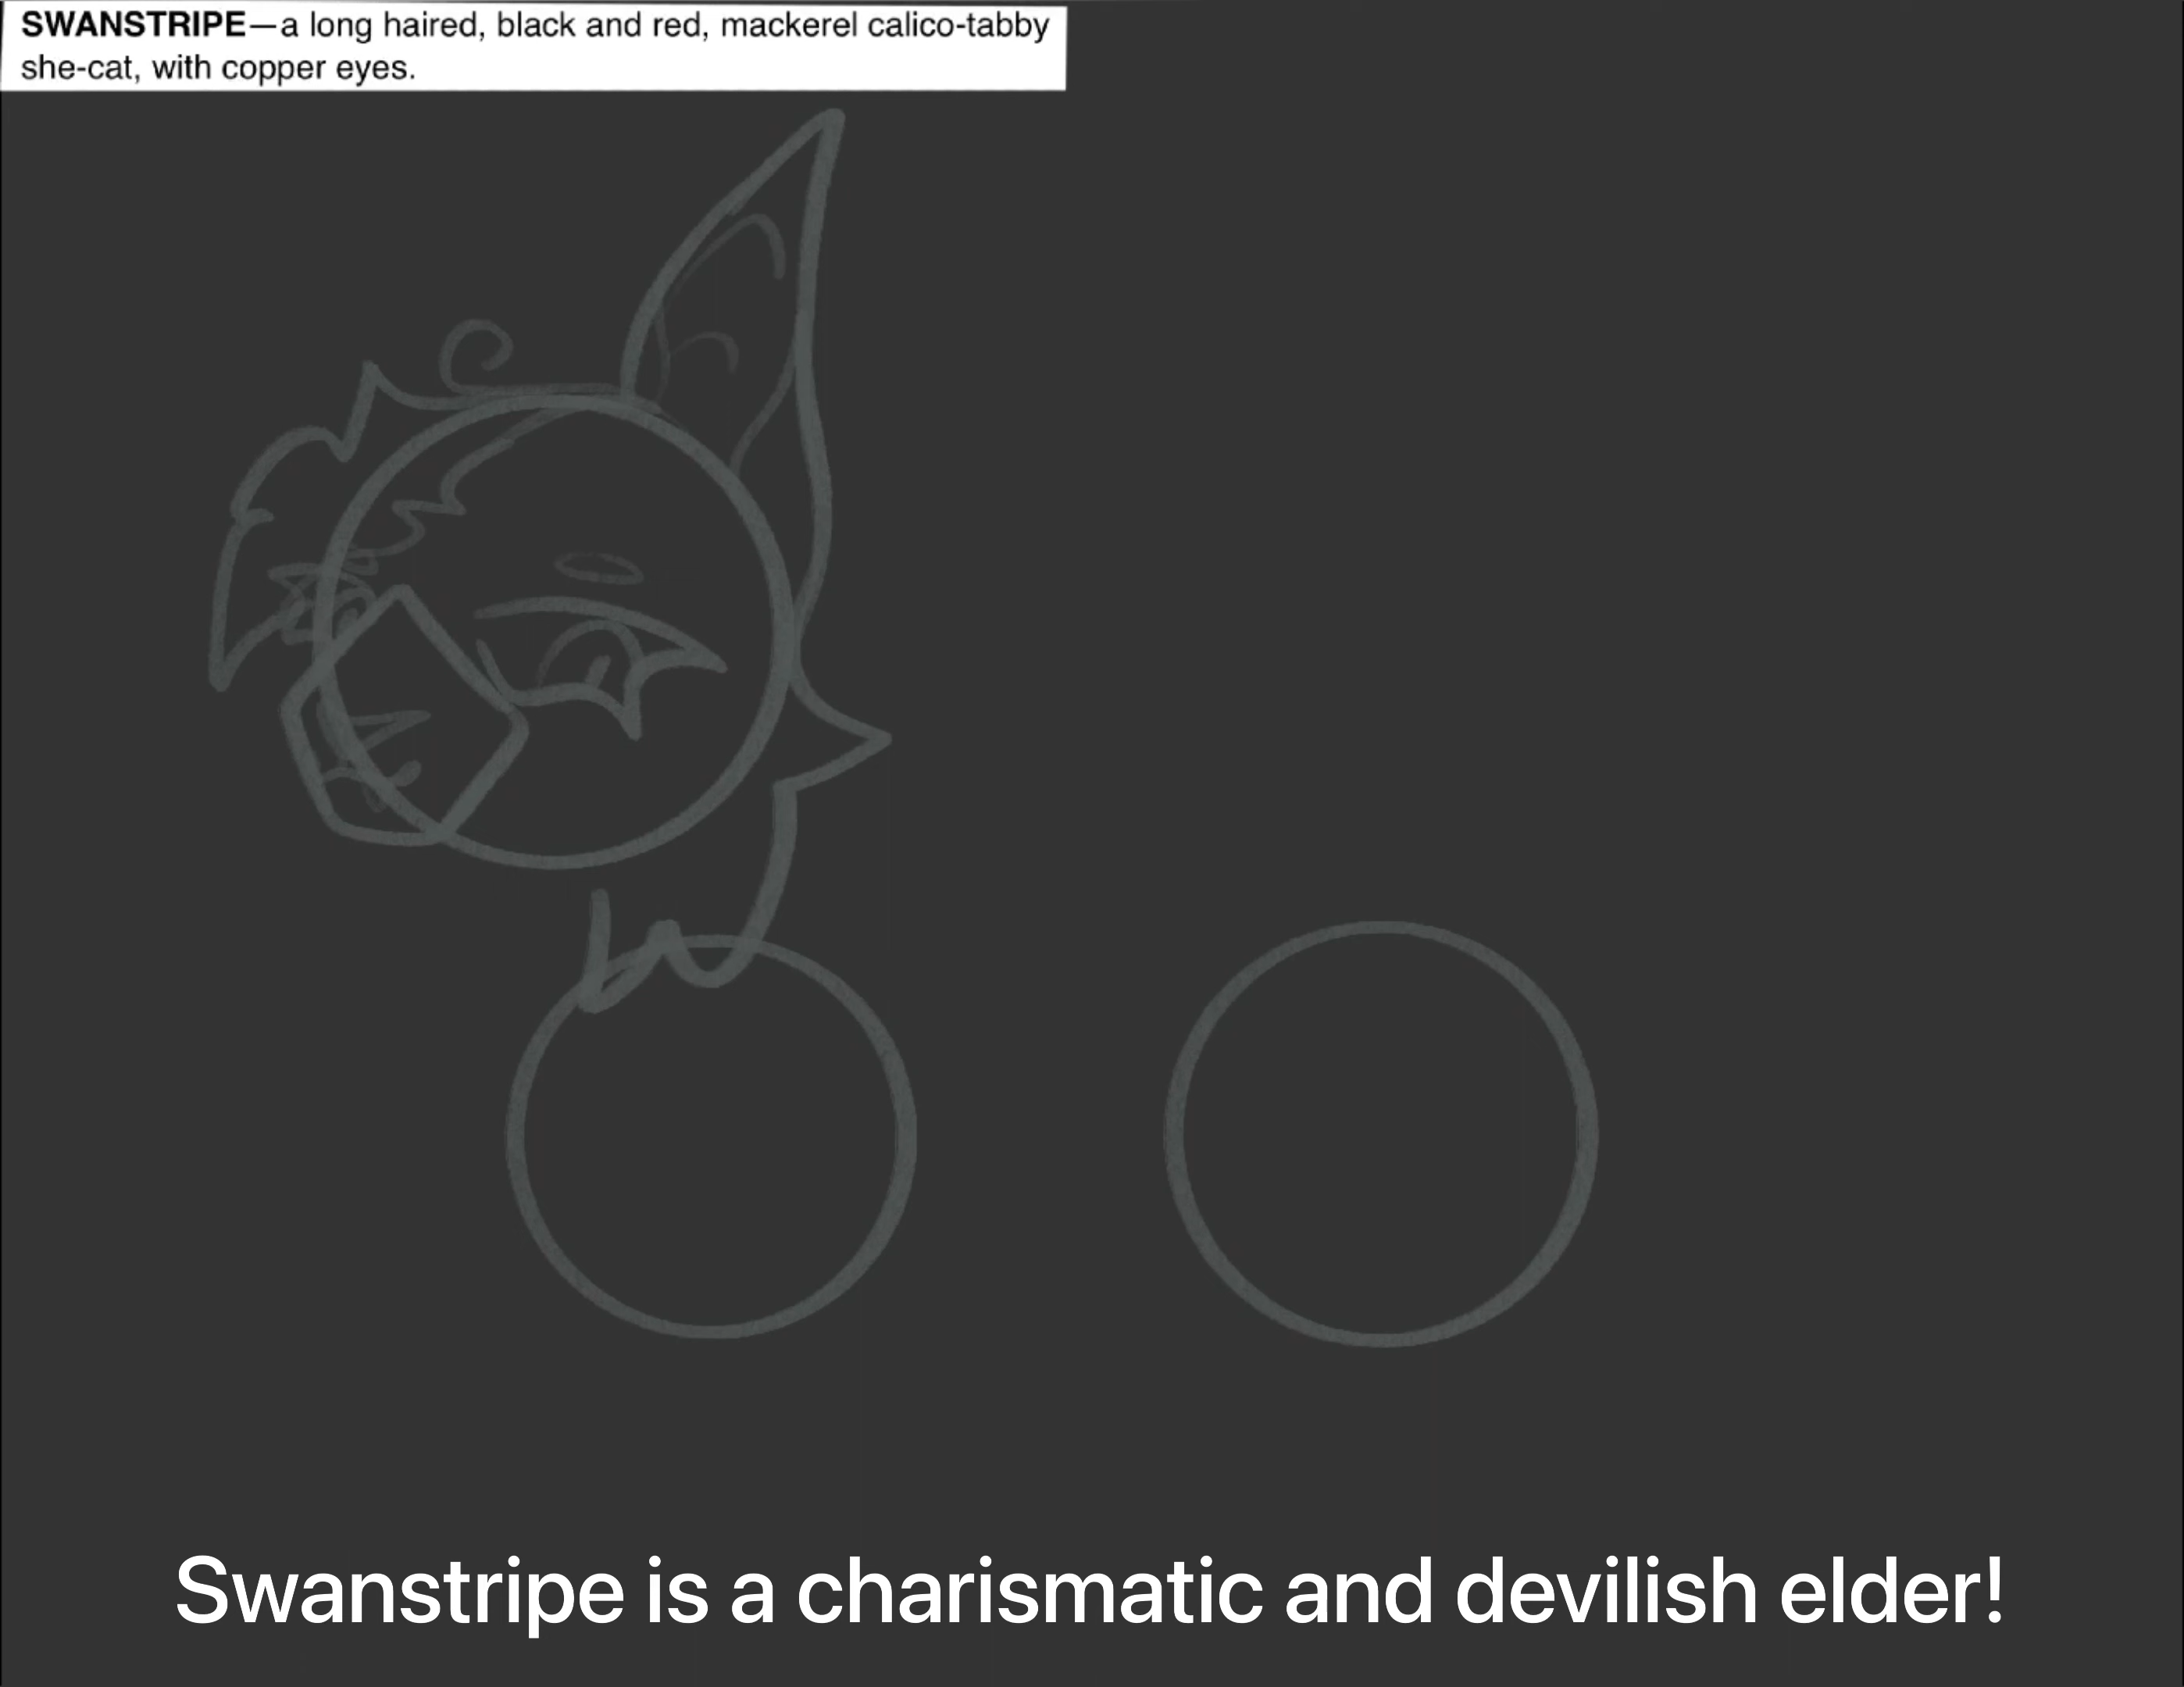 SWANSTRIPE—a long haired, black and red, mackerel calico-tabby
she-cat, with copper eyes.
Swanstripe is a charismatic and devilish elder!